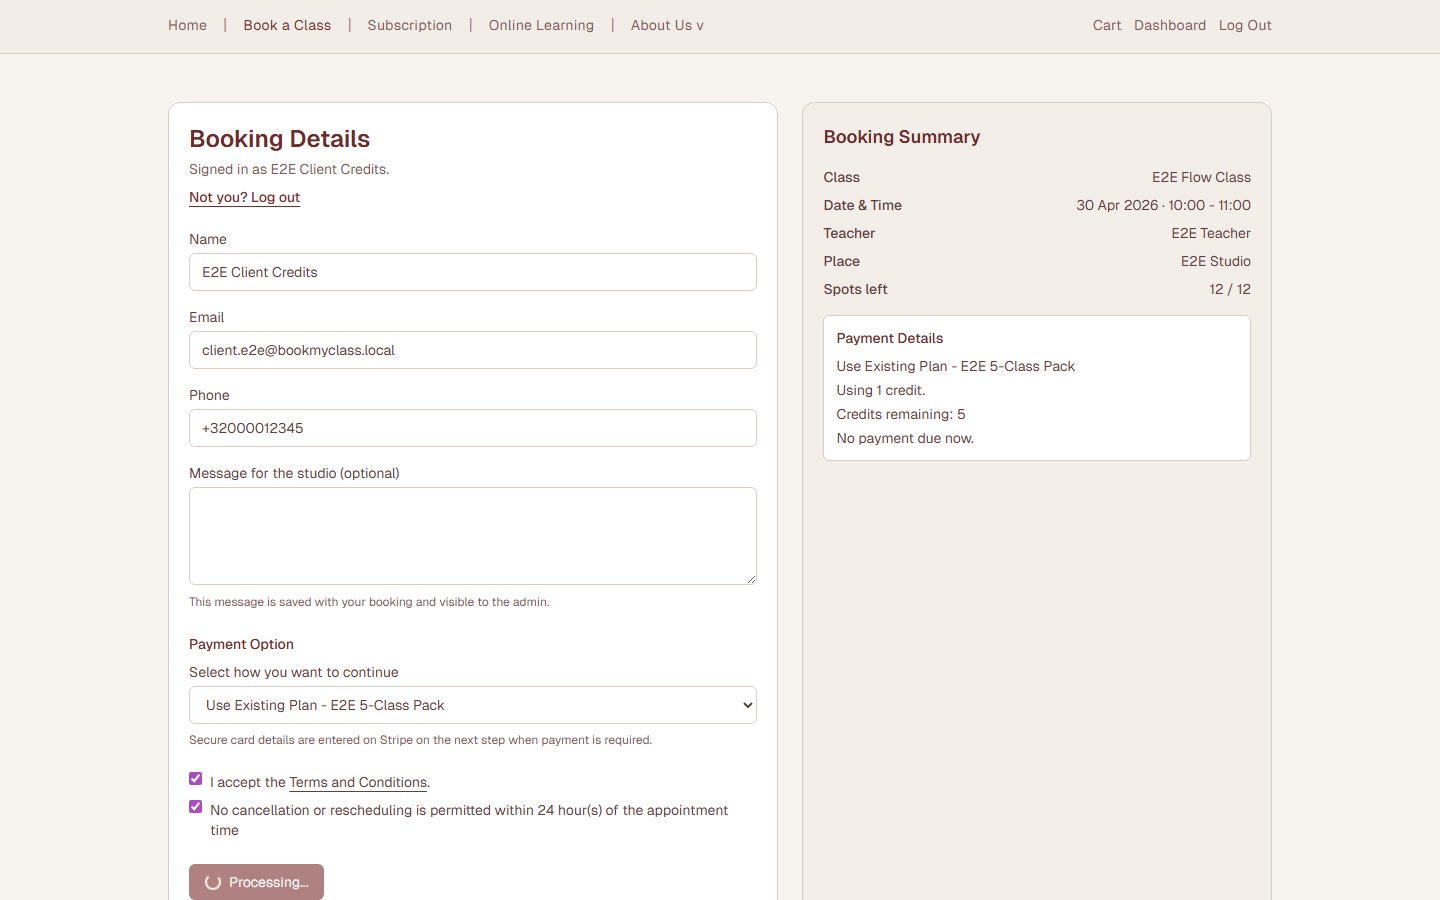 Home | Book a Class | Subscription | Online Learning | About Us v
Cart Dashboard Log Out
Booking Details
Signed in as E2E Client Credits.
Not you? Log out
Name
E2E Client Credits
Email
client.e2e@bookmyclass.local
Phone
+32000012345
Message for the studio (optional)
This message is saved with your booking and visible to the admin.
Payment Option
Select how you want to continue
Use Existing Plan - E2E 5-Class Pack
Secure card details are entered on Stripe on the next step when payment is required.
I accept the Terms and Conditions.
No cancellation or rescheduling is permitted within 24 hour(s) of the appointment
time
Processing...
Booking Summary
Class E2E Flow Class
Date & Time 30 Apr 2026 · 10:00 - 11:00
Teacher E2E Teacher
Place E2E Studio
Spots left 12 / 12
Payment Details
Use Existing Plan - E2E 5-Class Pack
Using 1 credit.
Credits remaining: 5
No payment due now.